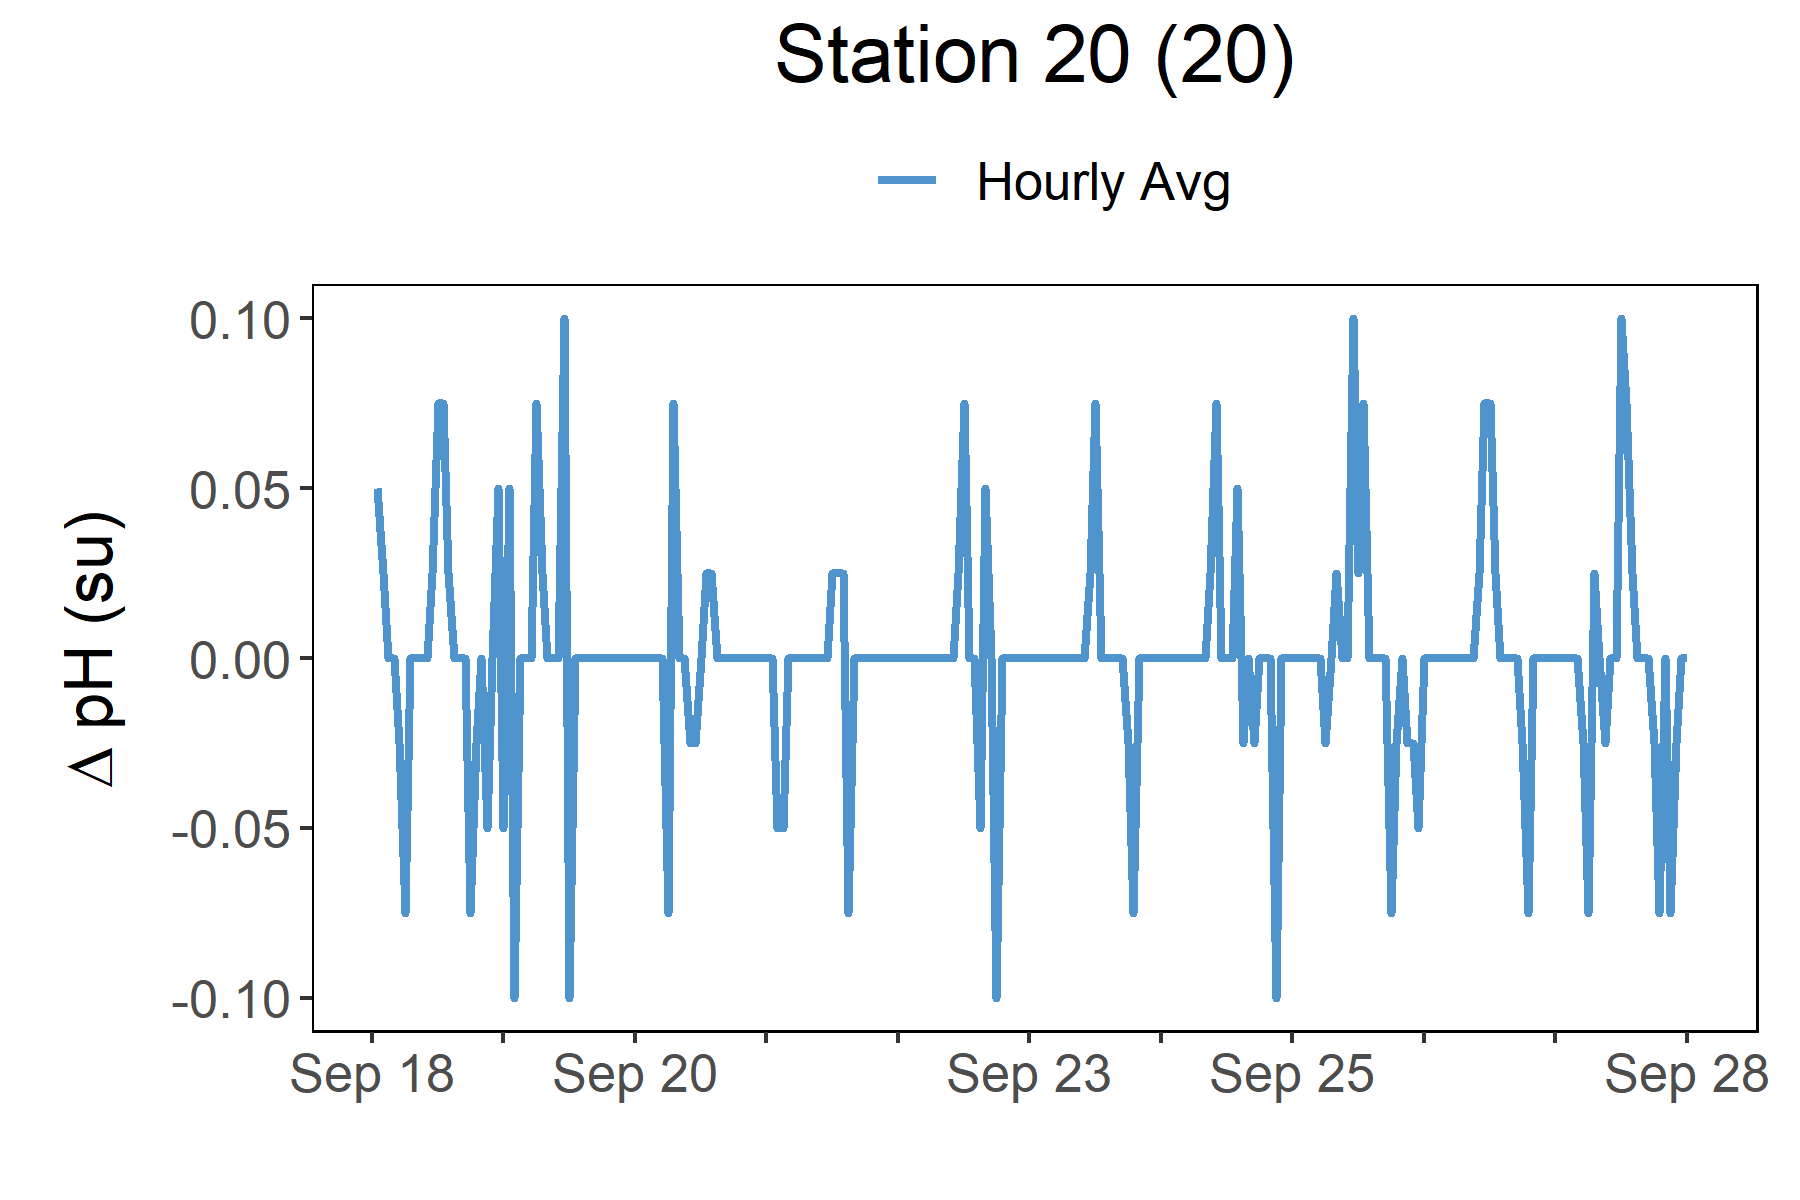 Station 20 (20)
Hourly Avg
Δ pH (su)
0.10
0.05
0.00
-0.05
-0.10
Sep 18
Sep 20
Sep 23
Sep 25
Sep 28